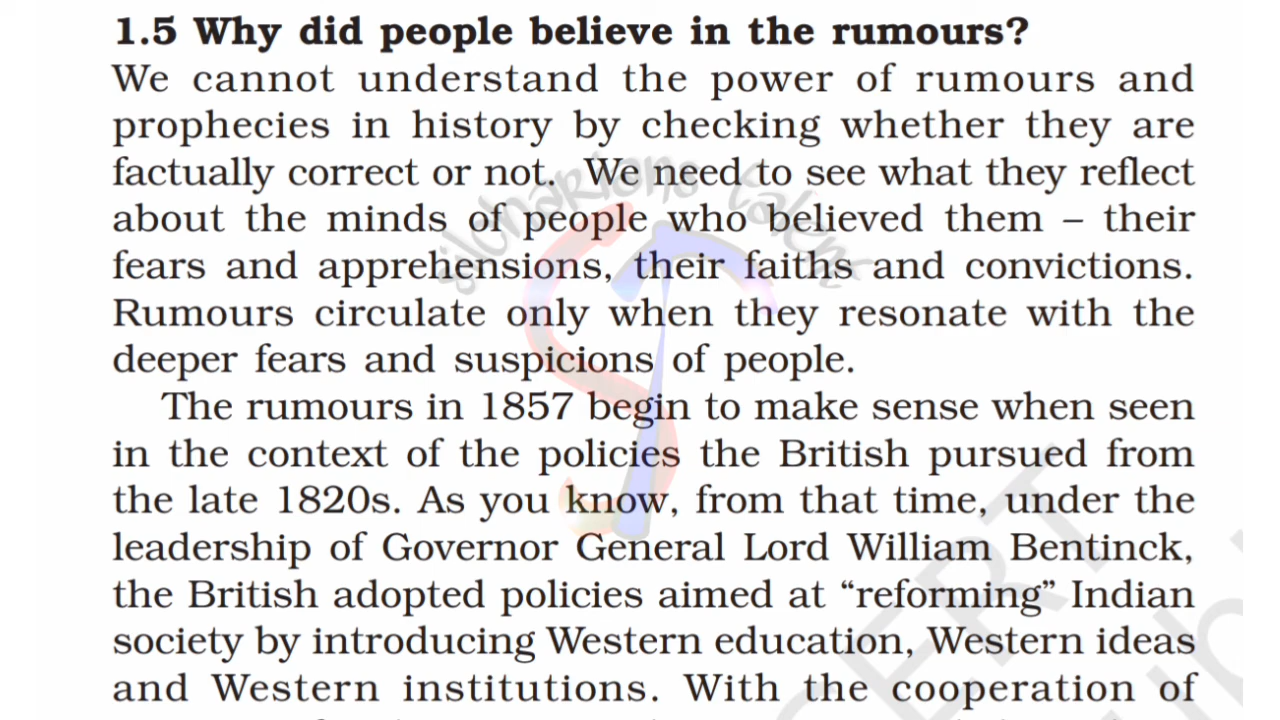 1.5 Why did people believe in the rumours?
We cannot understand the power of rumours and
prophecies in history by checking whether they are
factually correct or not. We need to see what they reflect
about the minds of people who believed them – their
fears and apprehensions, their faiths and convictions.
Rumours circulate only when they resonate with the
deeper fears and suspicions of people.
The rumours in 1857 begin to make sense when seen
in the context of the policies the British pursued from
the late 1820s. As you know, from that time, under the
leadership of Governor General Lord William Bentinck,
the British adopted policies aimed at “reforming” Indian
society by introducing Western education, Western ideas
and Western institutions. With the cooperation of
silcharions talent